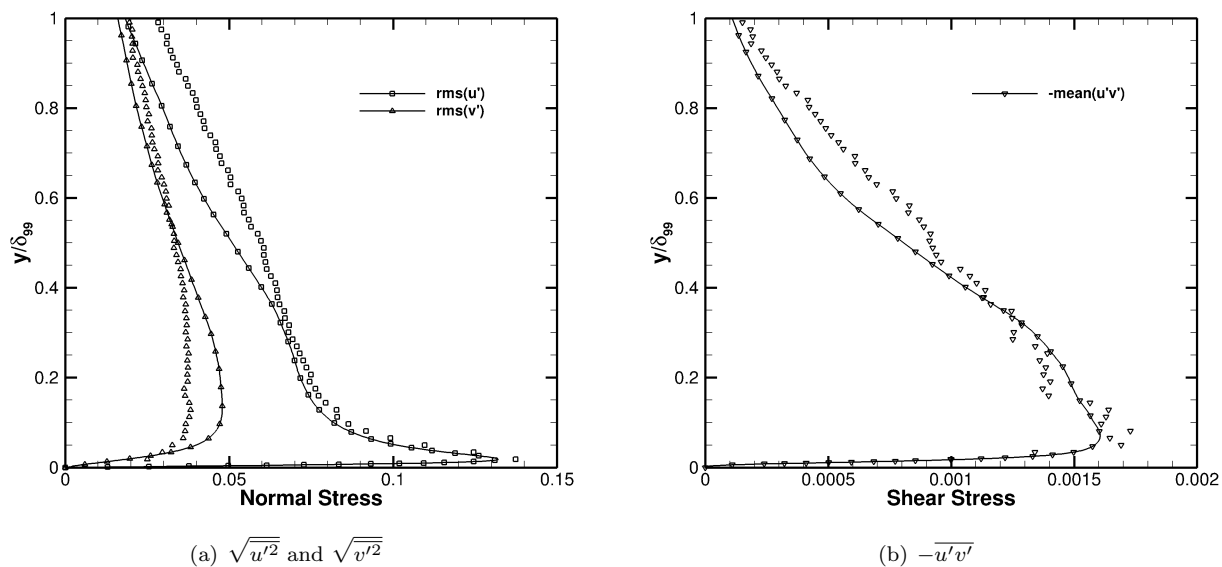 1
0.8
0.6
0.4
0.2
0
y/δ99
rms(u')
rms(v')
0
0.05
0.1
0.15
Normal Stress
(a) √u′2 and √v′2
1
0.8
0.6
0.4
0.2
0
y/δ99
-mean(u'v')
0
0.0005
0.001
0.0015
0.002
Shear Stress
(b) −u′v′